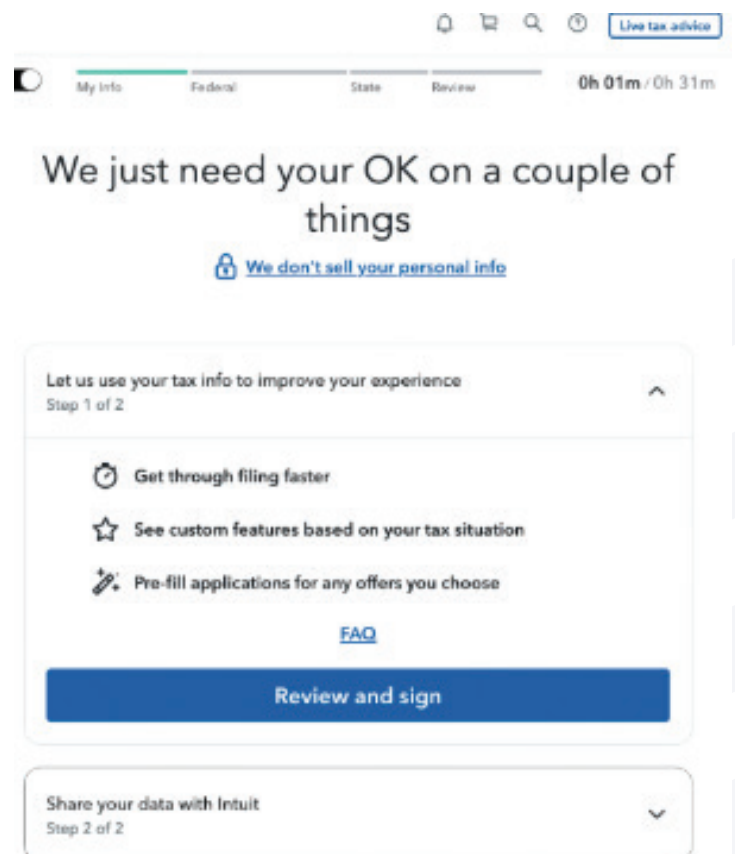 Live tax advice
My Info
Federal
State
Review
0h 01m / 0h 31m
We just need your OK on a couple of
things
We don't sell your personal info
Let us use your tax info to improve your experience
Step 1 of 2
Get through filing faster
See custom features based on your tax situation
Pre-fill applications for any offers you choose
FAQ
Review and sign
Share your data with Intuit
Step 2 of 2